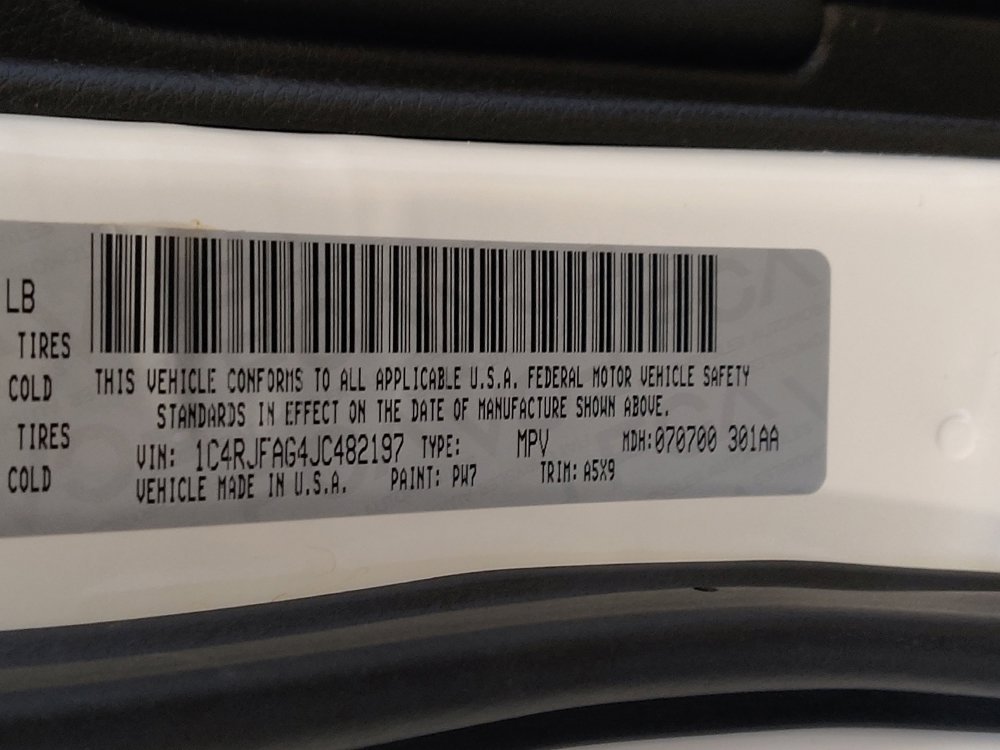 LB
TIRES
COLD
THIS VEHICLE CONFORMS TO ALL APPLICABLE U.S.A. FEDERAL MOTOR VEHICLE SAFETY
STANDARDS IN EFFECT ON THE DATE OF MANUFACTURE SHOWN ABOVE.
TIRES
VIN: 1C4RJFAG4JC482197 TYPE: MPV MDH:070700 301AA
COLD
VEHICLE MADE IN U.S.A. PAINT: PW7 TRIM: A5X9